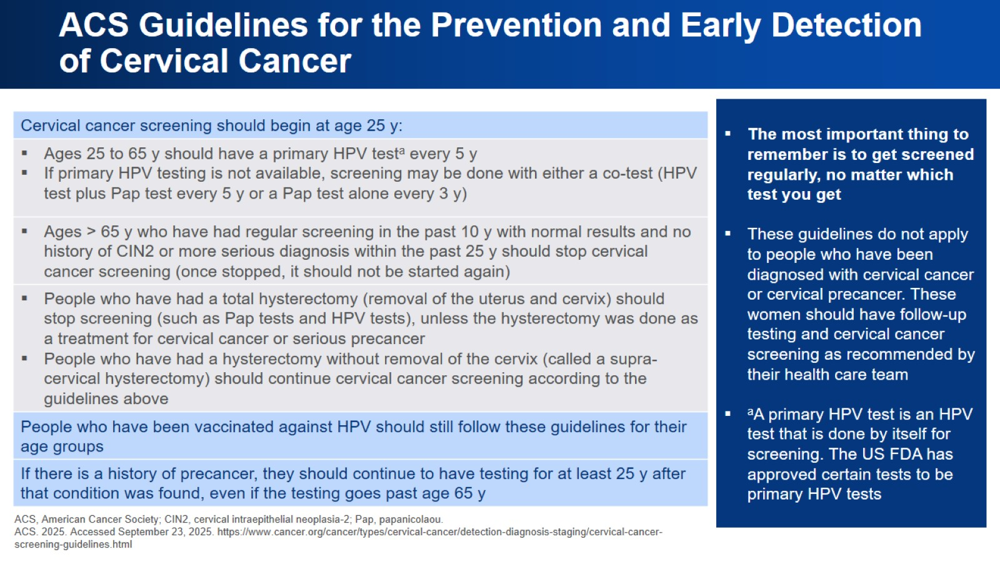 ACS Guidelines for the Prevention and Early Detection
of Cervical Cancer
Cervical cancer screening should begin at age 25 y:
▪ Ages 25 to 65 y should have a primary HPV testᵃ every 5 y
▪ If primary HPV testing is not available, screening may be done with either a co-test (HPV
test plus Pap test every 5 y or a Pap test alone every 3 y)
▪ Ages > 65 y who have had regular screening in the past 10 y with normal results and no
history of CIN2 or more serious diagnosis within the past 25 y should stop cervical
cancer screening (once stopped, it should not be started again)
▪ People who have had a total hysterectomy (removal of the uterus and cervix) should
stop screening (such as Pap tests and HPV tests), unless the hysterectomy was done as
a treatment for cervical cancer or serious precancer
▪ People who have had a hysterectomy without removal of the cervix (called a supra-
cervical hysterectomy) should continue cervical cancer screening according to the
guidelines above
People who have been vaccinated against HPV should still follow these guidelines for their
age groups
If there is a history of precancer, they should continue to have testing for at least 25 y after
that condition was found, even if the testing goes past age 65 y
▪ The most important thing to
remember is to get screened
regularly, no matter which
test you get
▪ These guidelines do not apply
to people who have been
diagnosed with cervical cancer
or cervical precancer. These
women should have follow-up
testing and cervical cancer
screening as recommended by
their health care team
▪ ᵃA primary HPV test is an HPV
test that is done by itself for
screening. The US FDA has
approved certain tests to be
primary HPV tests
ACS, American Cancer Society; CIN2, cervical intraepithelial neoplasia-2; Pap, papanicolaou.
ACS. 2025. Accessed September 23, 2025. https://www.cancer.org/cancer/types/cervical-cancer/detection-diagnosis-staging/cervical-cancer-
screening-guidelines.html